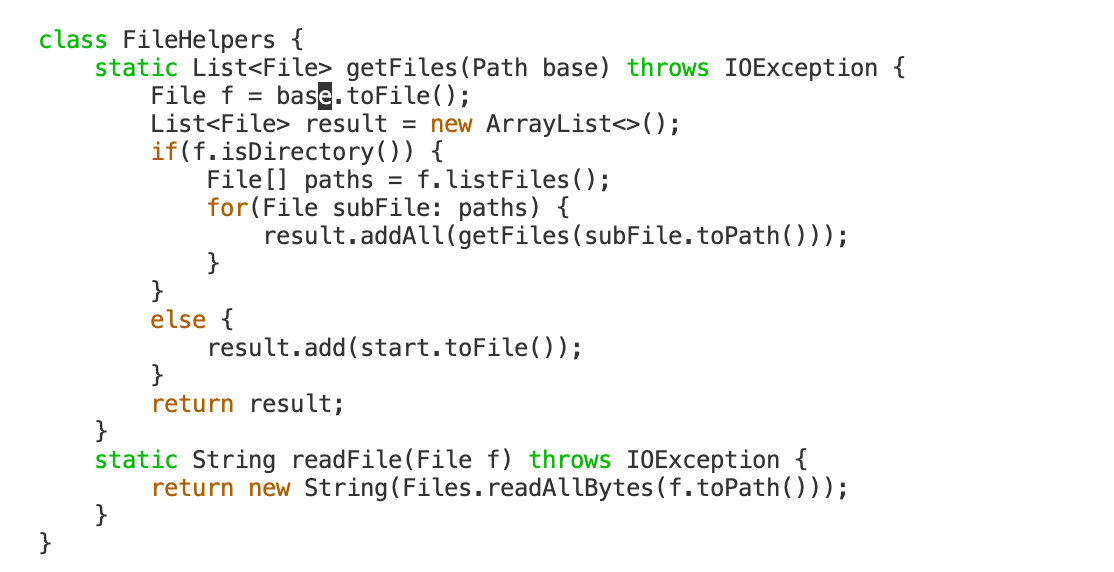 class FileHelpers {
    static List<File> getFiles(Path base) throws IOException {
        File f = base.toFile();
        List<File> result = new ArrayList<>();
        if(f.isDirectory()) {
            File[] paths = f.listFiles();
            for(File subFile: paths) {
                result.addAll(getFiles(subFile.toPath()));
            }
        }
        else {
            result.add(start.toFile());
        }
        return result;
    }
    static String readFile(File f) throws IOException {
        return new String(Files.readAllBytes(f.toPath()));
    }
}